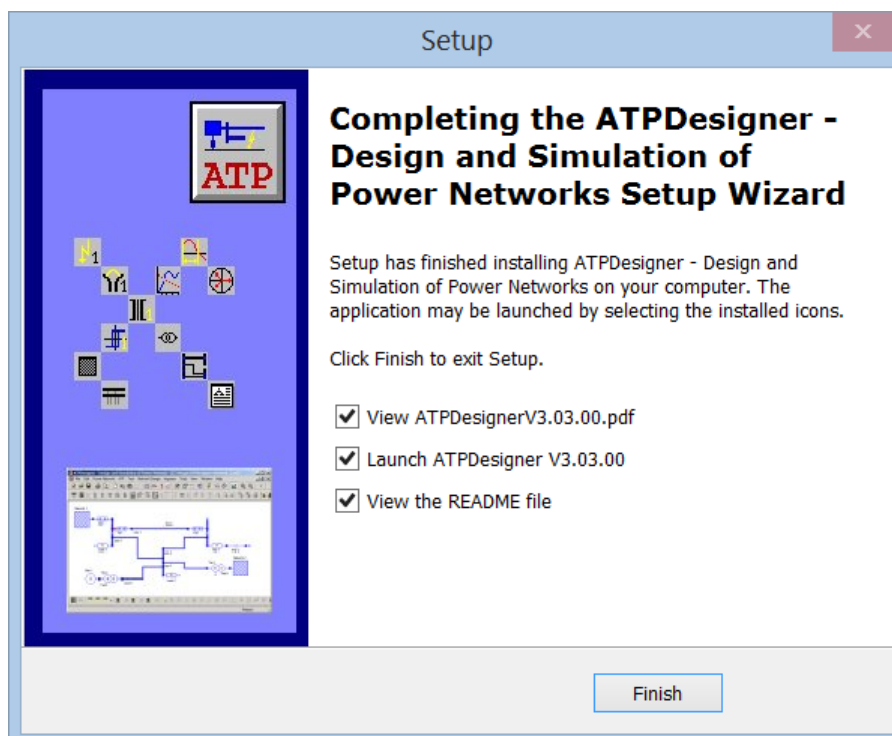 Setup
ATP
Completing the ATPDesigner -
Design and Simulation of
Power Networks Setup Wizard
Setup has finished installing ATPDesigner - Design and
Simulation of Power Networks on your computer. The
application may be launched by selecting the installed icons.
Click Finish to exit Setup.
View ATPDesignerV3.03.00.pdf
Launch ATPDesigner V3.03.00
View the README file
Finish